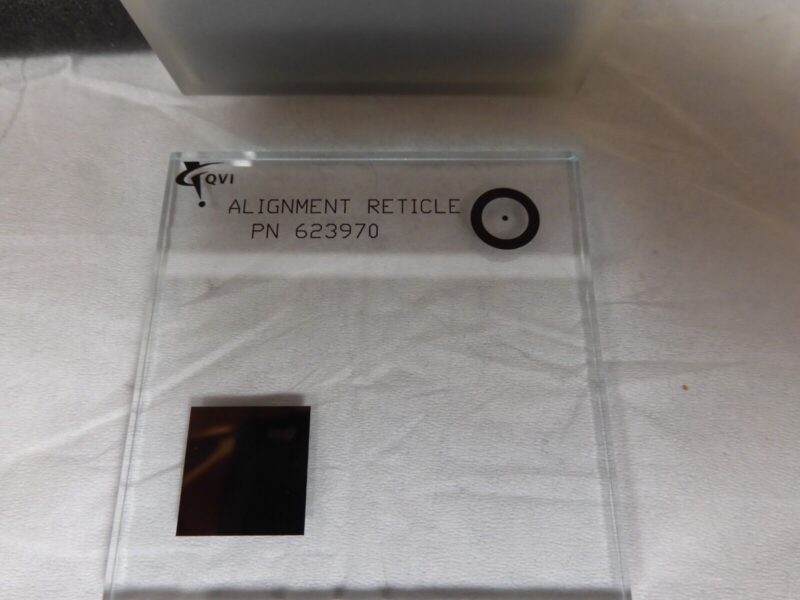 QVI
ALIGNMENT RETICLE
PN 623970